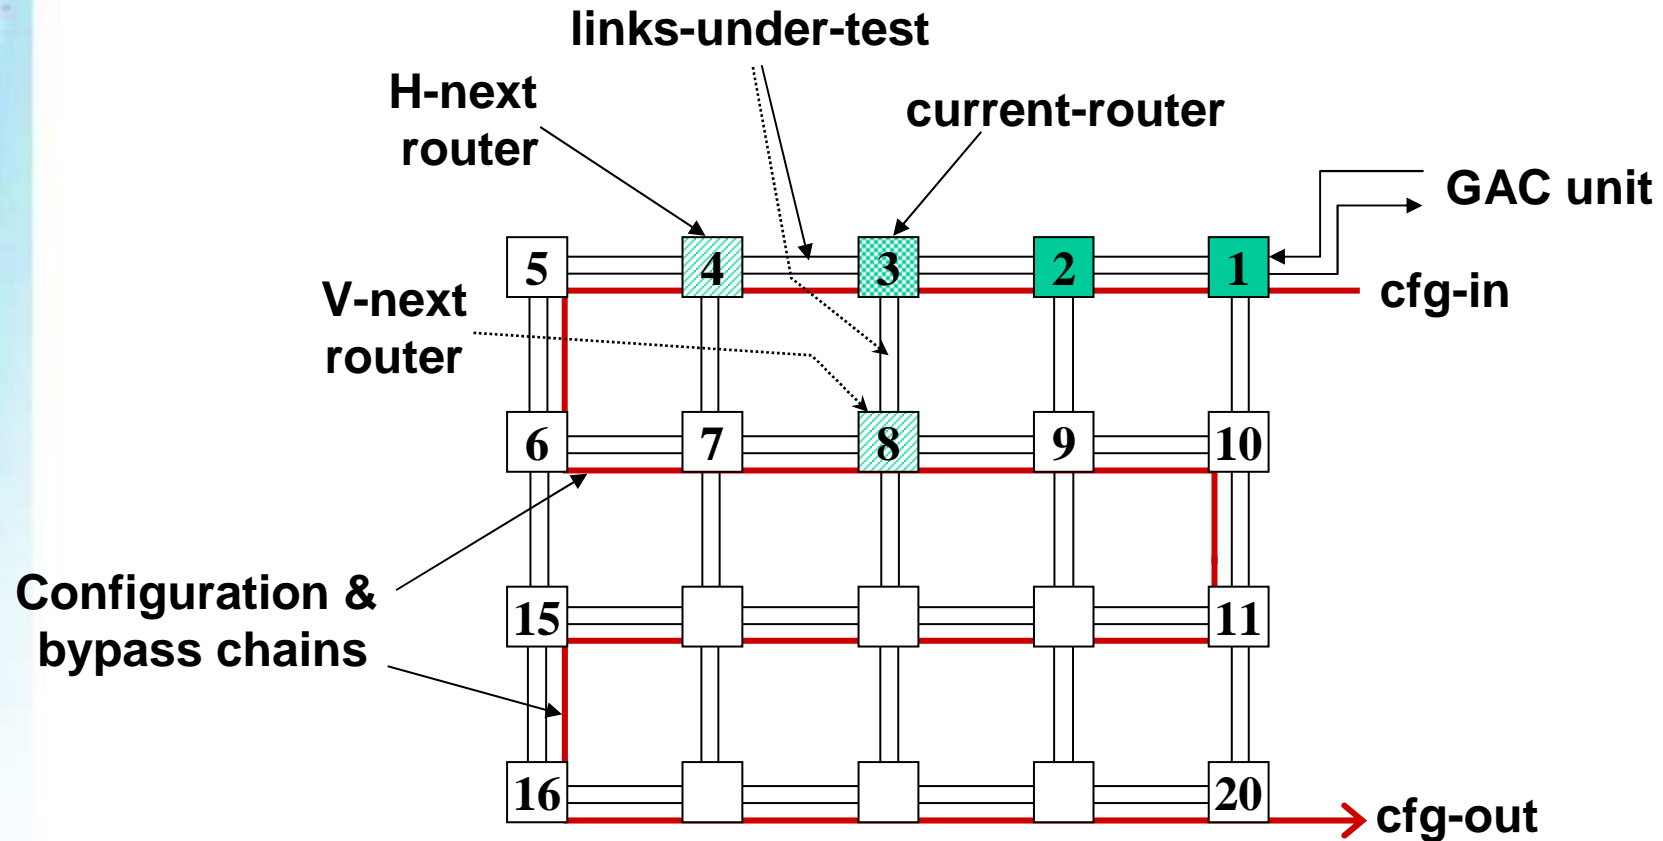 links-under-test
H-next
router
current-router
GAC unit
5 4 3 2 1
cfg-in
V-next
router
6 7 8 9 10
Configuration &
bypass chains
15 11
16 20
cfg-out